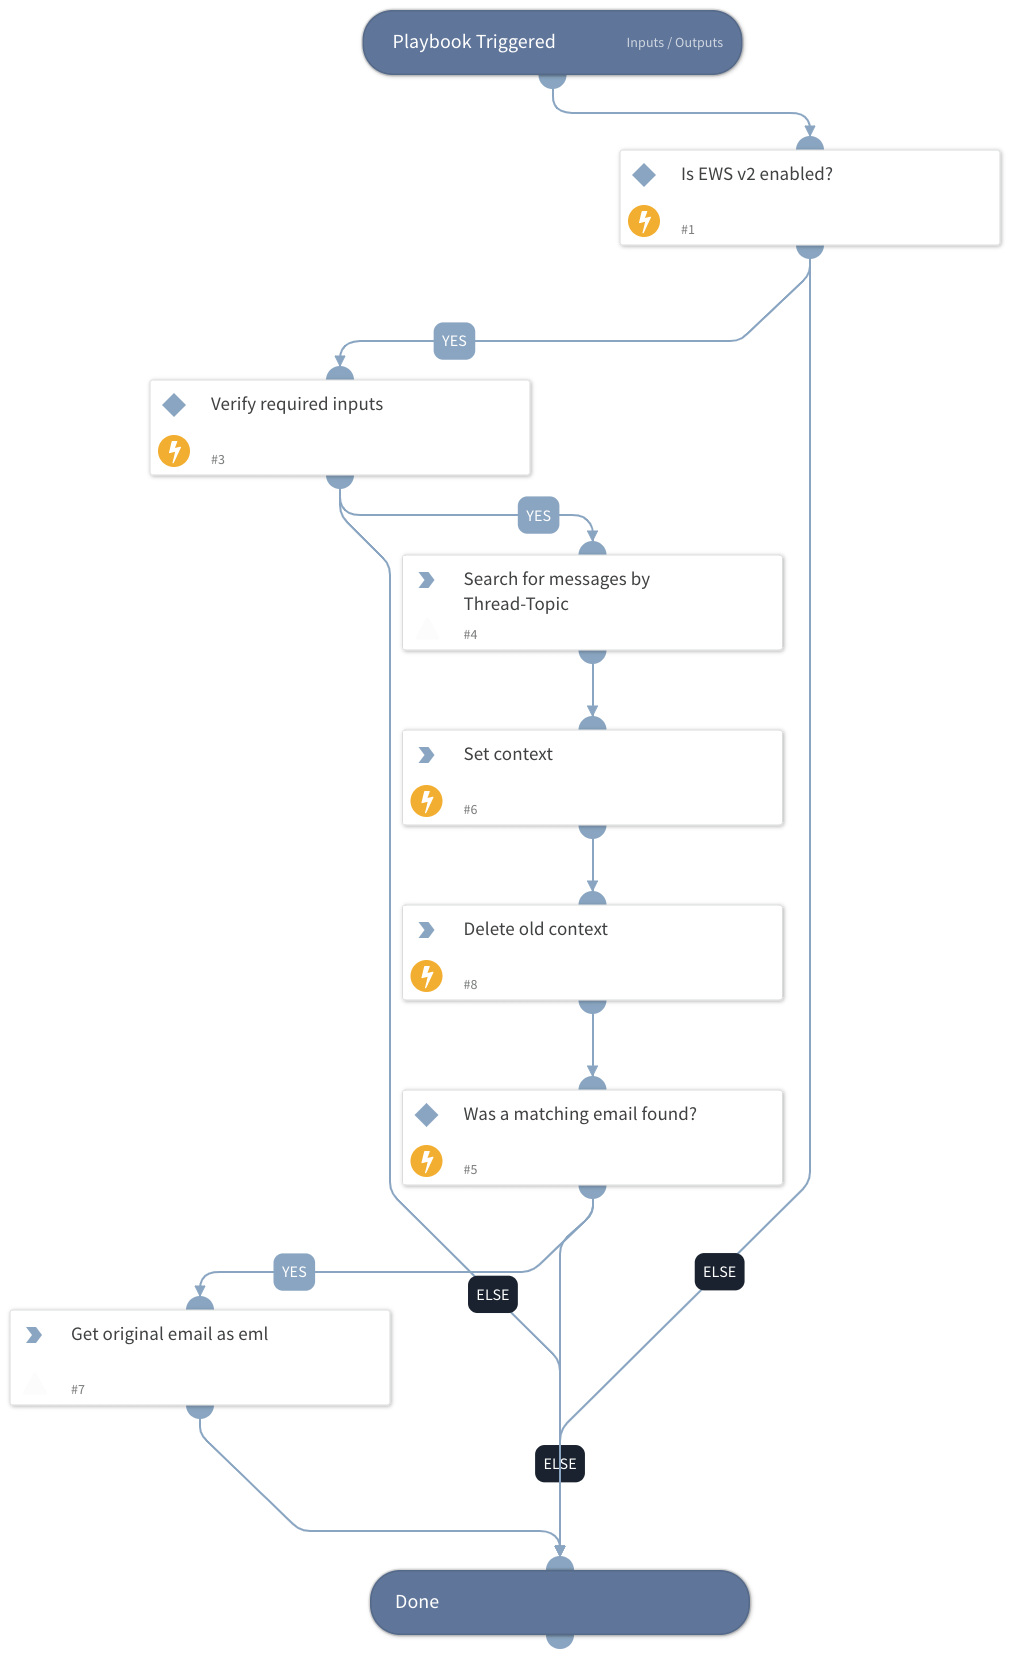 Playbook Triggered
Inputs / Outputs
Is EWS v2 enabled?
#1
YES
Verify required inputs
#3
YES
Search for messages by
Thread-Topic
#4
Set context
#6
Delete old context
#8
Was a matching email found?
#5
YES
ELSE
ELSE
Get original email as eml
#7
ELSE
Done